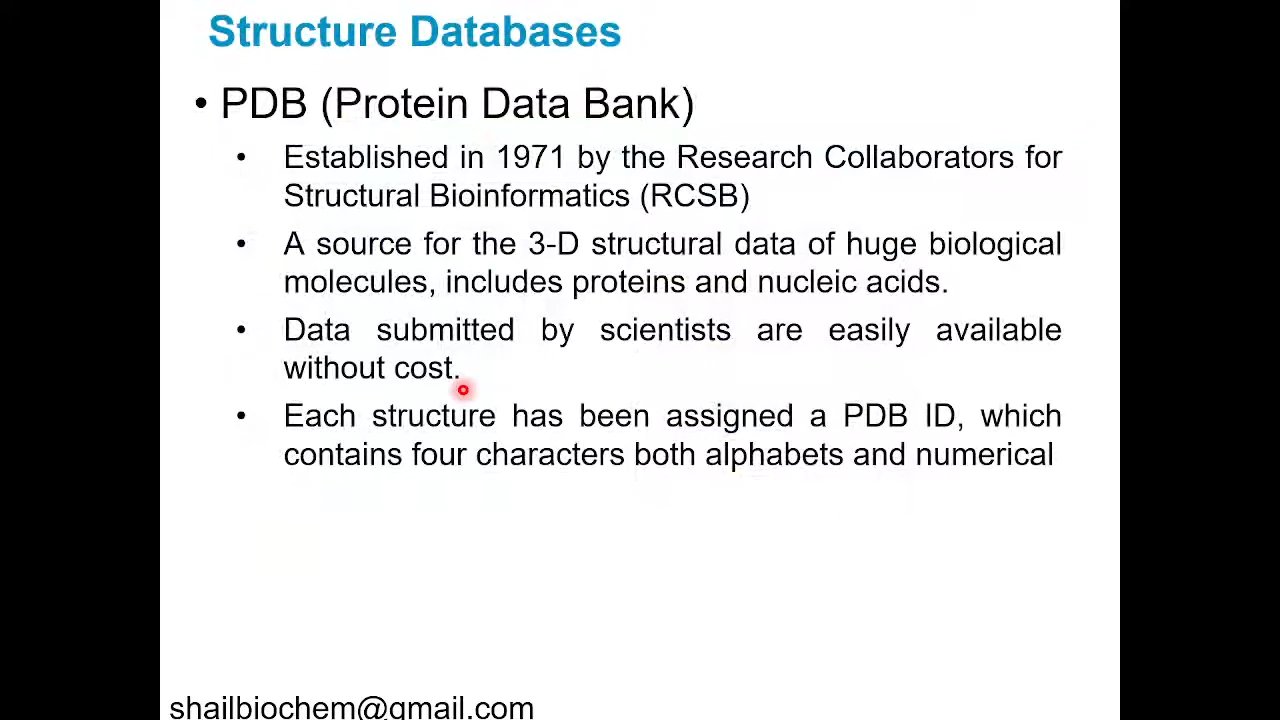 Structure Databases
• PDB (Protein Data Bank)
• Established in 1971 by the Research Collaborators for
Structural Bioinformatics (RCSB)
• A source for the 3-D structural data of huge biological
molecules, includes proteins and nucleic acids.
• Data submitted by scientists are easily available
without cost.
• Each structure has been assigned a PDB ID, which
contains four characters both alphabets and numerical
shailbiochem@gmail.com